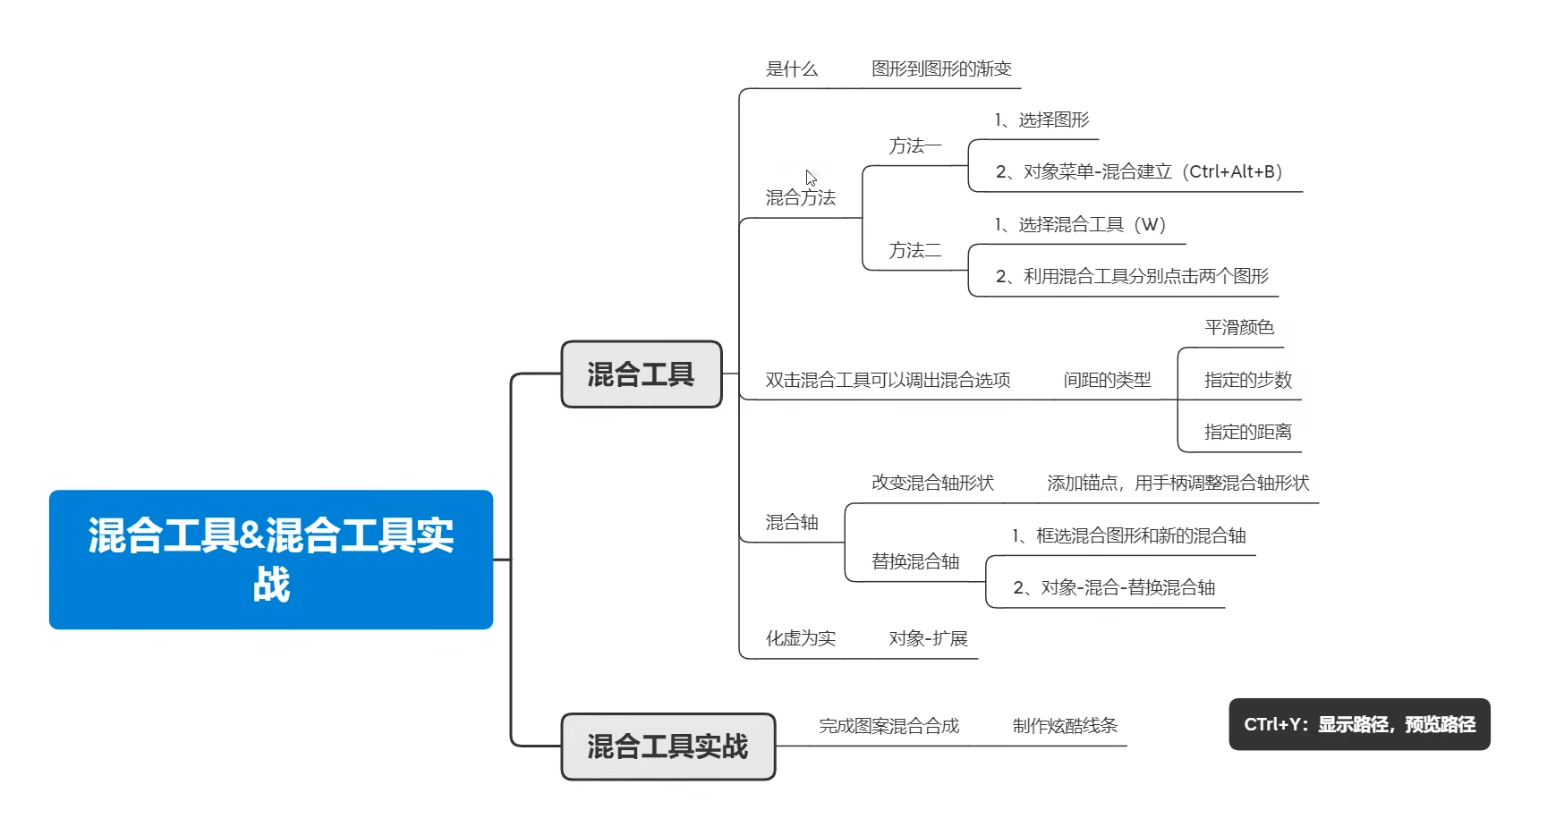 混合工具&混合工具实
战
混合工具
是什么
图形到图形的渐变
混合方法
方法一
1、选择图形
2、对象菜单-混合建立（Ctrl+Alt+B）
方法二
1、选择混合工具（W）
2、利用混合工具分别点击两个图形
双击混合工具可以调出混合选项
间距的类型
平滑颜色
指定的步数
指定的距离
混合轴
改变混合轴形状
添加锚点，用手柄调整混合轴形状
替换混合轴
1、框选混合图形和新的混合轴
2、对象-混合-替换混合轴
化虚为实
对象-扩展
混合工具实战
完成图案混合合成
制作炫酷线条
CTrl+Y：显示路径，预览路径